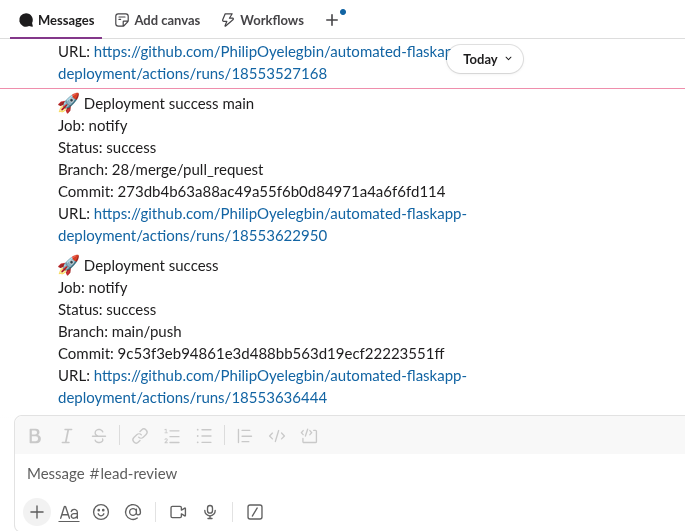 Messages Add canvas Workflows
URL: https://github.com/PhilipOyelegbin/automated-flaskap
Today
deployment/actions/runs/18553527168
🚀 Deployment success main
Job: notify
Status: success
Branch: 28/merge/pull_request
Commit: 273db4b63a88ac49a55f6b0d84971a4a6f6fd114
URL: https://github.com/PhilipOyelegbin/automated-flaskapp-
deployment/actions/runs/18553622950
🚀 Deployment success
Job: notify
Status: success
Branch: main/push
Commit: 9c53f3eb94861e3d488bb563d19ecf22223551ff
URL: https://github.com/PhilipOyelegbin/automated-flaskapp-
deployment/actions/runs/18553636444
B I S
Message #lead-review
Aa